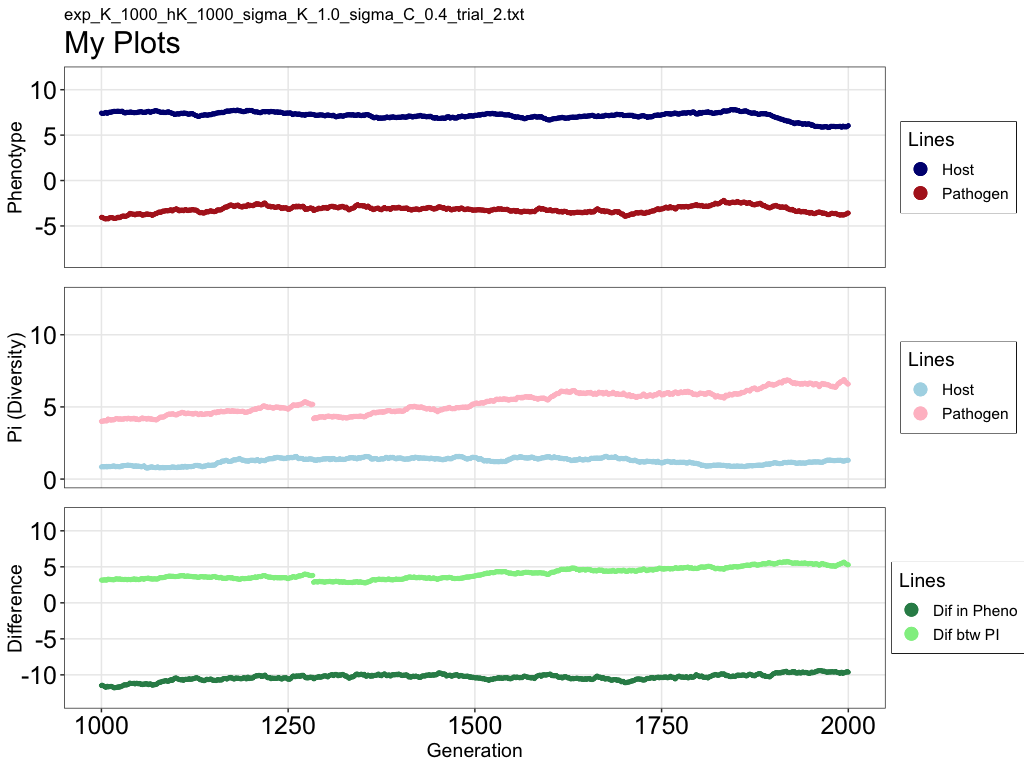 exp_K_1000_hK_1000_sigma_K_1.0_sigma_C_0.4_trial_2.txt
My Plots
Phenotype
10
5
0
-5
Lines
Host
Pathogen
Pi (Diversity)
10
5
0
Lines
Host
Pathogen
Difference
10
5
0
-5
-10
Lines
Dif in Pheno
Dif btw PI
1000 1250 1500 1750 2000
Generation